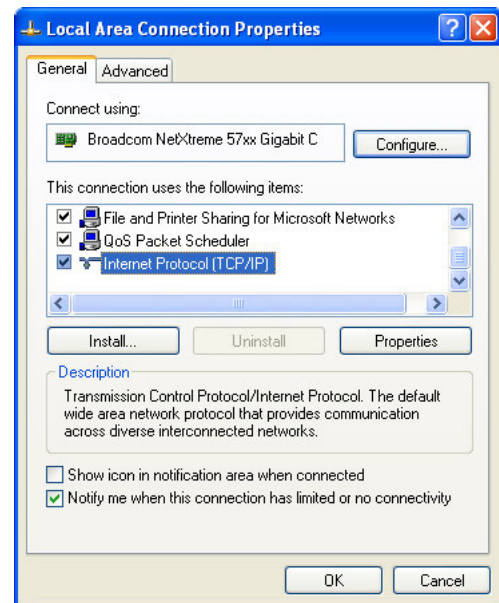 Local Area Connection Properties
General
Advanced
Connect using:
Broadcom NetXtreme 57xx Gigabit C
Configure...
This connection uses the following items:
File and Printer Sharing for Microsoft Networks
QoS Packet Scheduler
Internet Protocol (TCP/IP)
Install...
Uninstall
Properties
Description
Transmission Control Protocol/Internet Protocol. The default
wide area network protocol that provides communication
across diverse interconnected networks.
Show icon in notification area when connected
Notify me when this connection has limited or no connectivity
OK
Cancel